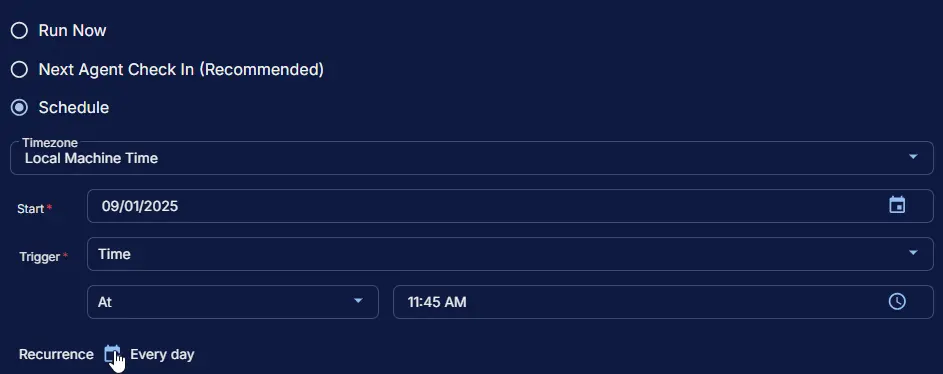 Run Now
Next Agent Check In (Recommended)
Schedule
Timezone
Local Machine Time
Start * 09/01/2025
Trigger * Time
At 11:45 AM
Recurrence Every day